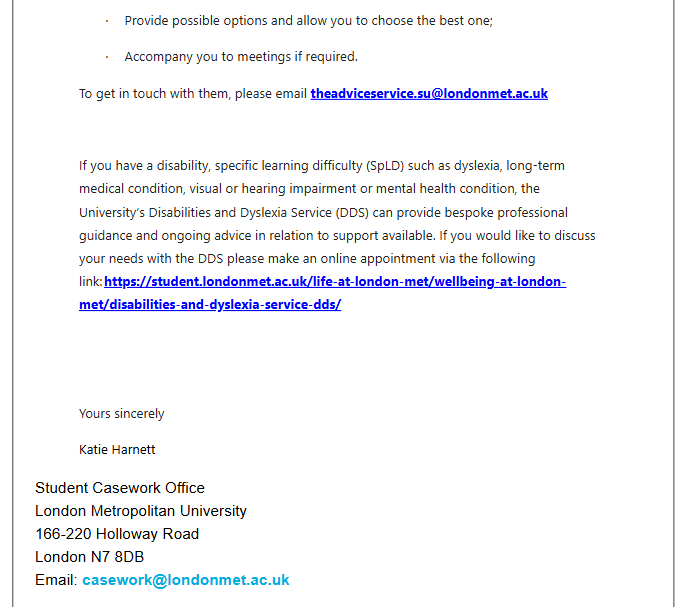 · Provide possible options and allow you to choose the best one;
· Accompany you to meetings if required.
To get in touch with them, please email theadviceservice.su@londonmet.ac.uk
If you have a disability, specific learning difficulty (SpLD) such as dyslexia, long-term
medical condition, visual or hearing impairment or mental health condition, the
University's Disabilities and Dyslexia Service (DDS) can provide bespoke professional
guidance and ongoing advice in relation to support available. If you would like to discuss
your needs with the DDS please make an online appointment via the following
link:https://student.londonmet.ac.uk/life-at-london-met/wellbeing-at-london-
met/disabilities-and-dyslexia-service-dds/
Yours sincerely
Katie Harnett
Student Casework Office
London Metropolitan University
166-220 Holloway Road
London N7 8DB
Email: casework@londonmet.ac.uk